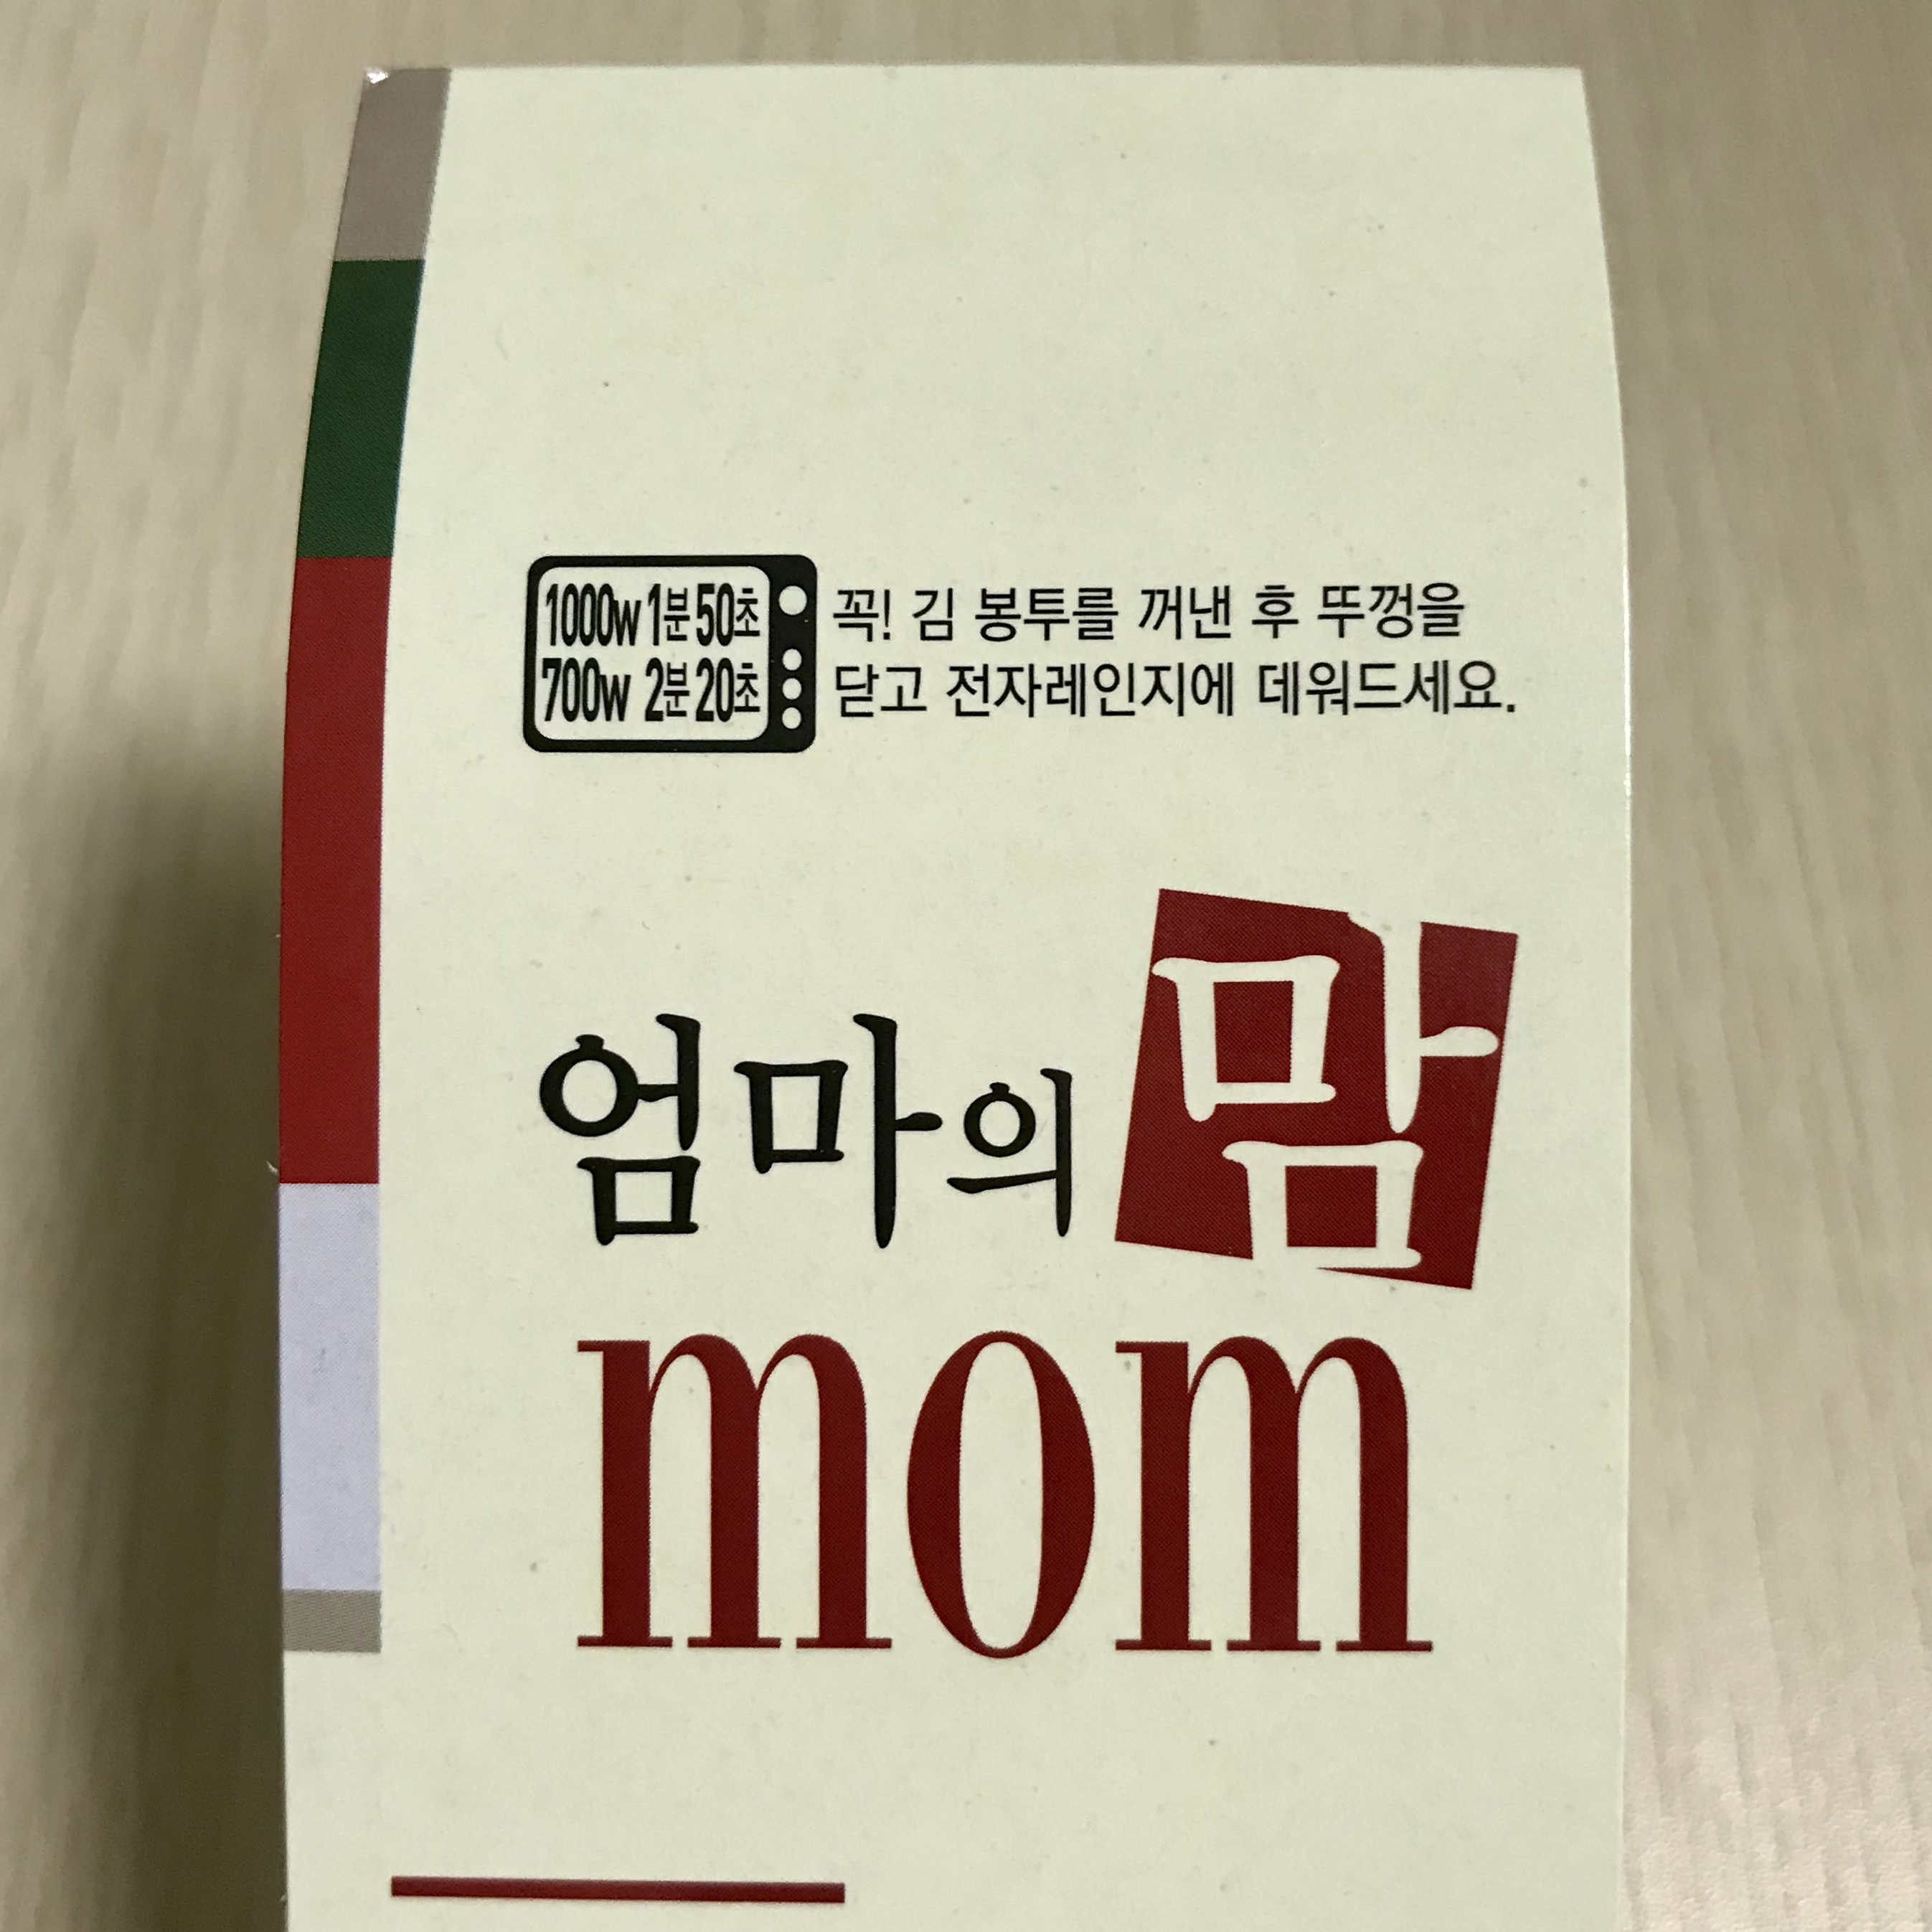 1000w 1분 50초
700w 2분 20초
꼭! 김 봉투를 꺼낸 후 뚜껑을
닫고 전자레인지에 데워드세요.
엄마의 맘
mom